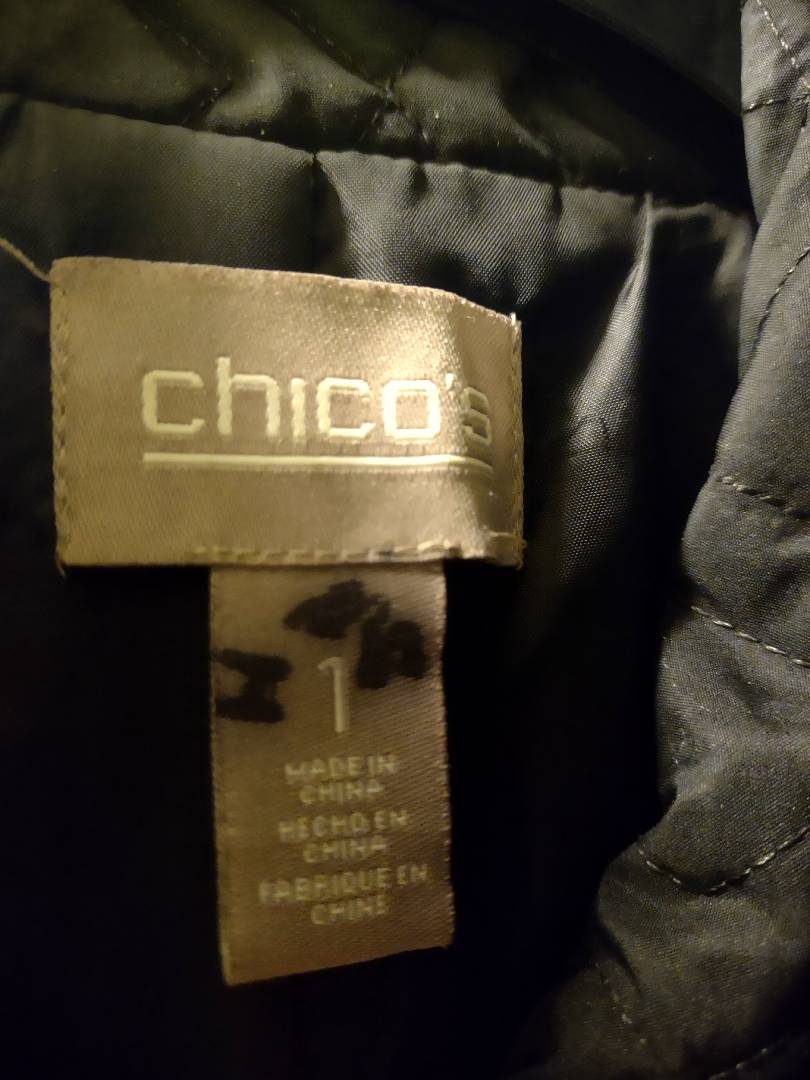 chico's
1
MADE IN
CHINA
HECHO EN
CHINA
FABRIQUE EN
CHINE